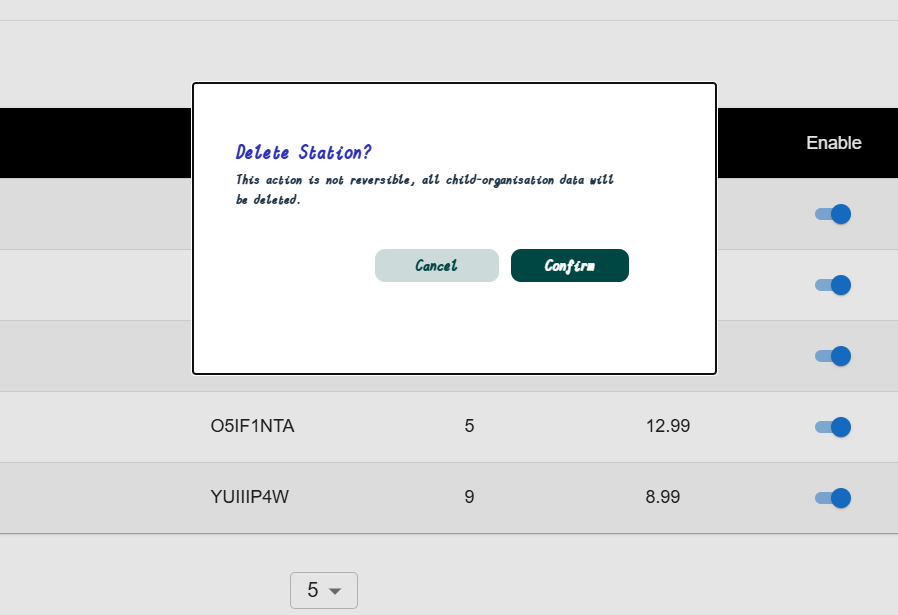 Enable
Delete Station?
This action is not reversible, all child-organisation data will
be deleted.
Cancel Confirm
O5IF1NTA 5 12.99
YUIIIP4W 9 8.99
5